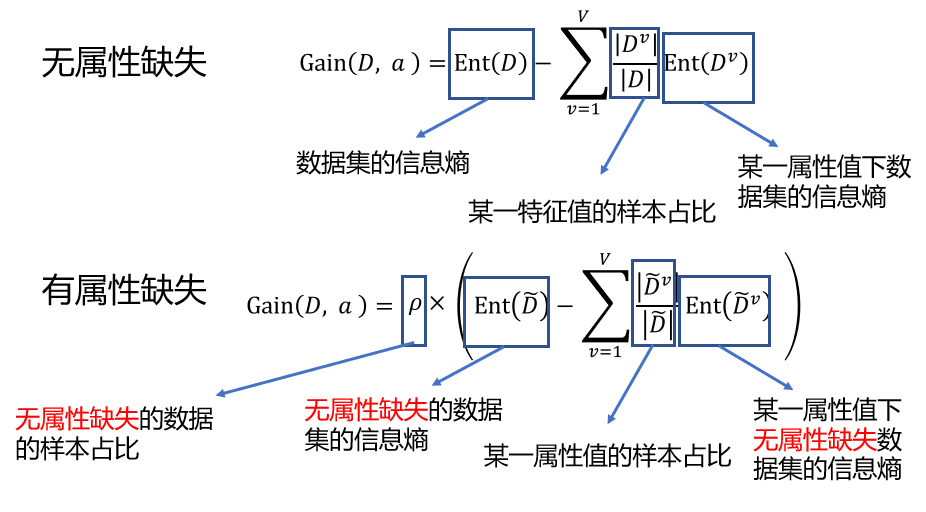 无属性缺失
Gain(D, a) = Ent(D) − ∑_{v=1}^{V} |D^v|/|D| Ent(D^v)
数据集的信息熵
某一属性值下数
据集的信息熵
某一特征值的样本占比
有属性缺失
Gain(D, a) = ρ × ( Ent(D̃) − ∑_{v=1}^{V} |D̃^v|/|D̃| Ent(D̃^v) )
无属性缺失的数据
的样本占比
无属性缺失的数据
集的信息熵
某一属性值的样本占比
某一属性值下
无属性缺失数
据集的信息熵